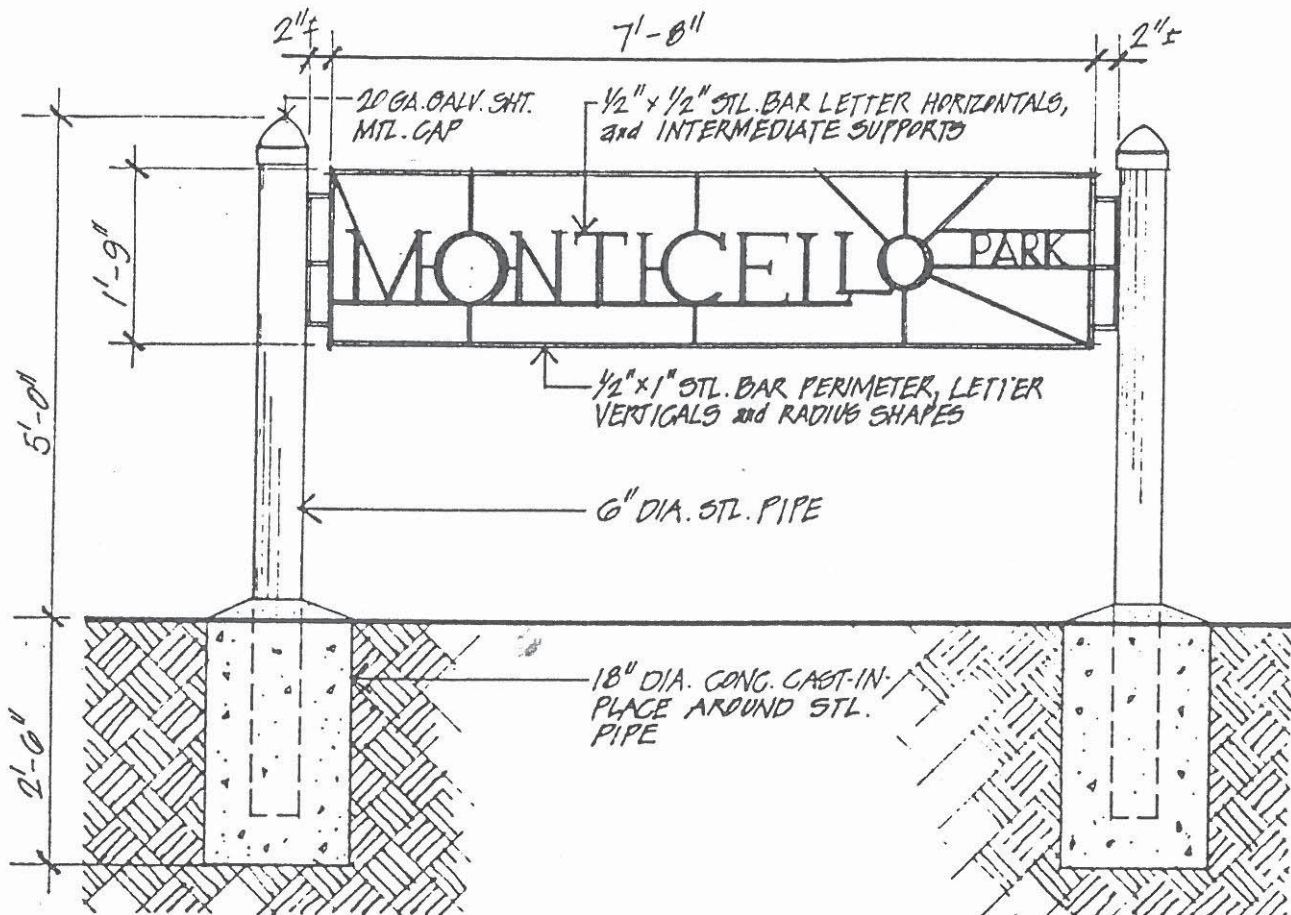 2"±
7'-8"
2"±
20 GA. GALV. SHT.
MTL. CAP
½" x ½" STL. BAR LETTER HORIZONTALS,
and INTERMEDIATE SUPPORTS
1'-9"
MONTICELLO
PARK
½" x 1" STL. BAR PERIMETER, LETTER
VERTICALS and RADIUS SHAPES
5'-0"
6" DIA. STL. PIPE
18" DIA. CONC. CAST-IN-
PLACE AROUND STL.
PIPE
2'-6"